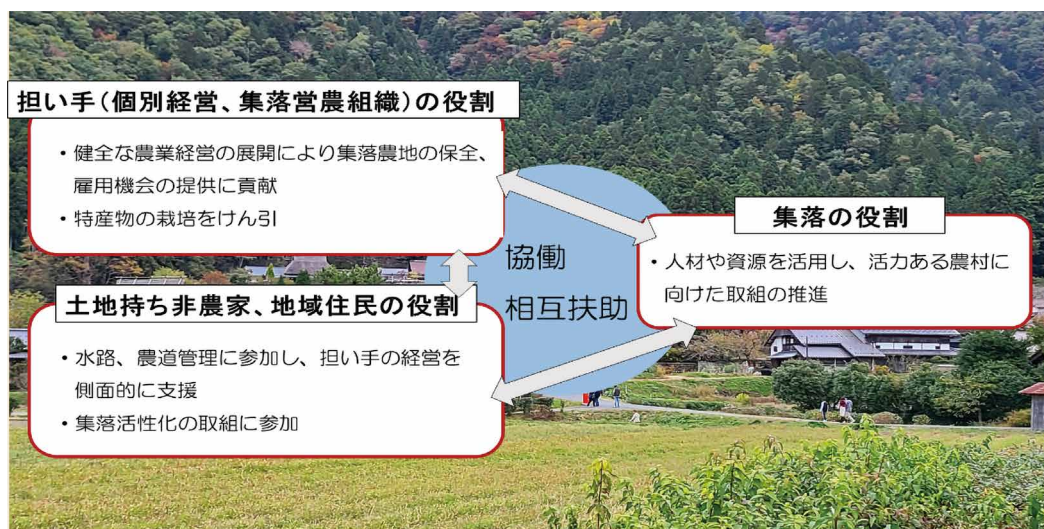 担い手（個別経営、集落営農組織）の役割
・健全な農業経営の展開により集落農地の保全、
雇用機会の提供に貢献
・特産物の栽培をけん引
協働
相互扶助
集落の役割
・人材や資源を活用し、活力ある農村に
向けた取組の推進
土地持ち非農家、地域住民の役割
・水路、農道管理に参加し、担い手の経営を
側面的に支援
・集落活性化の取組に参加